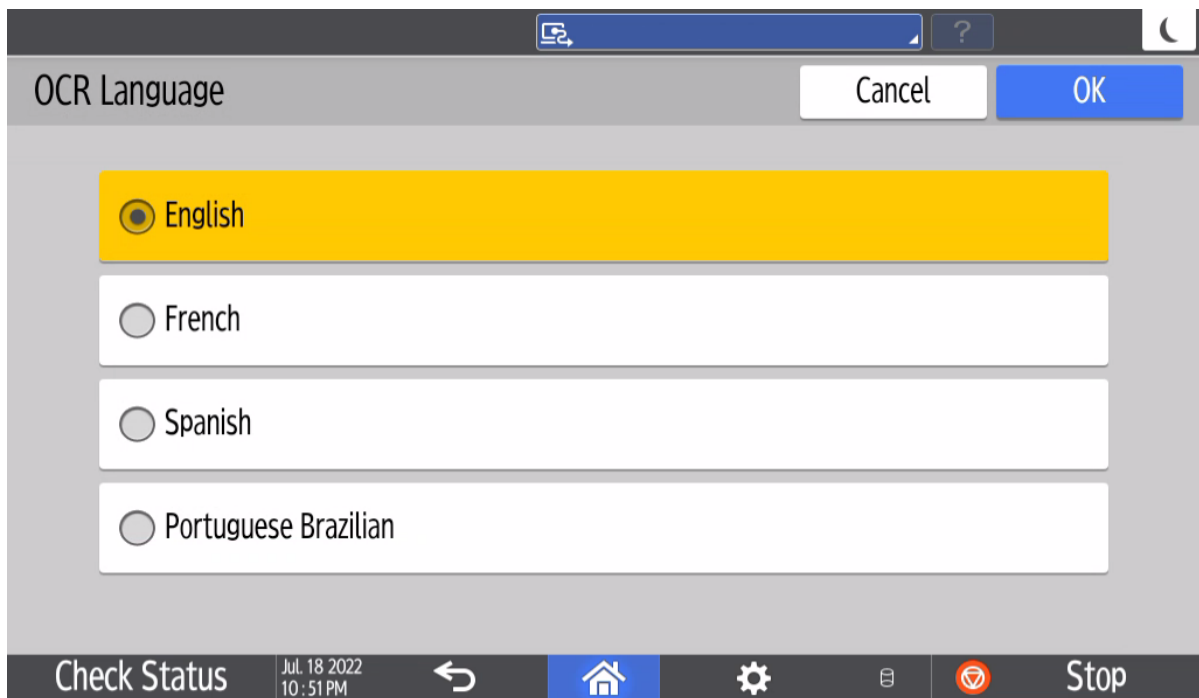 ?
OCR Language
Cancel
OK
English
French
Spanish
Portuguese Brazilian
Check Status
Jul. 18 2022
10:51 PM
Stop